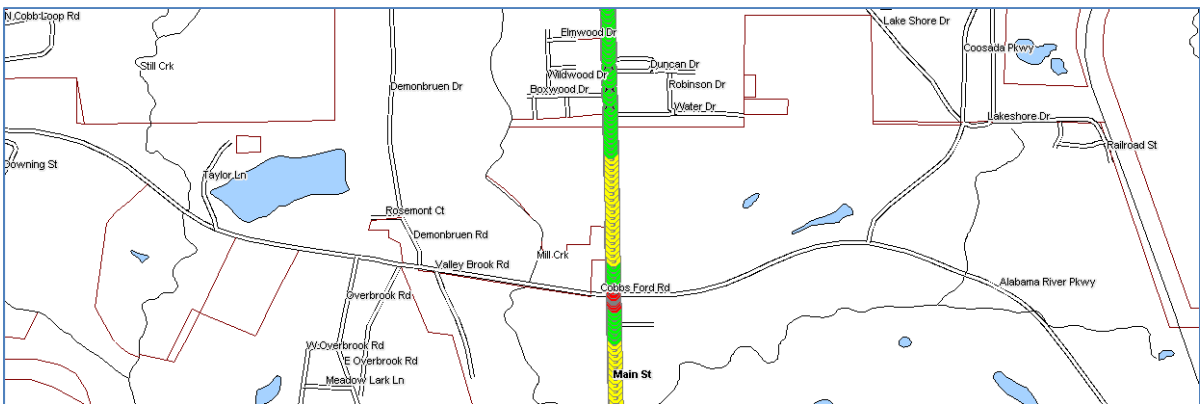 N Cobb Loop Rd
Lake Shore Dr
Elmwood Dr
Coosada Pkwy
Still Crk
Duncan Dr
Wildwood Dr
Demonbruen Dr
Robinson Dr
Boxwood Dr
Water Dr
Lakeshore Dr
Railroad St
Downing St
Taylor Ln
Rosemont Ct
Demonbruen Rd
Mill Crk
Valley Brook Rd
Alabama River Pkwy
Cobbs Ford Rd
Overbrook Rd
W Overbrook Rd
E Overbrook Rd
Main St
Meadow Lark Ln